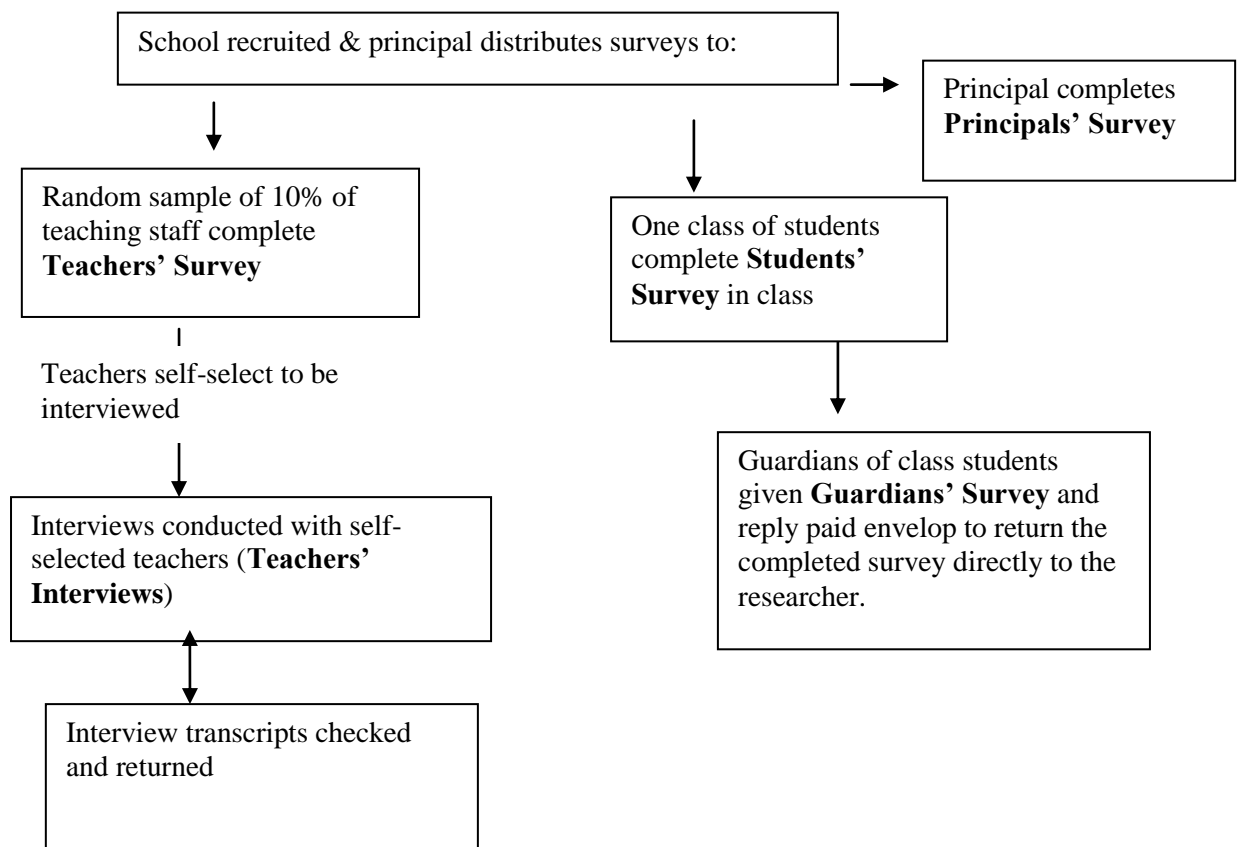 School recruited & principal distributes surveys to:
Principal completes
Principals’ Survey
Random sample of 10% of
teaching staff complete
Teachers’ Survey
One class of students
complete Students’
Survey in class
Teachers self-select to be
interviewed
Guardians of class students
given Guardians’ Survey and
reply paid envelop to return the
completed survey directly to the
researcher.
Interviews conducted with self-
selected teachers (Teachers’
Interviews)
Interview transcripts checked
and returned